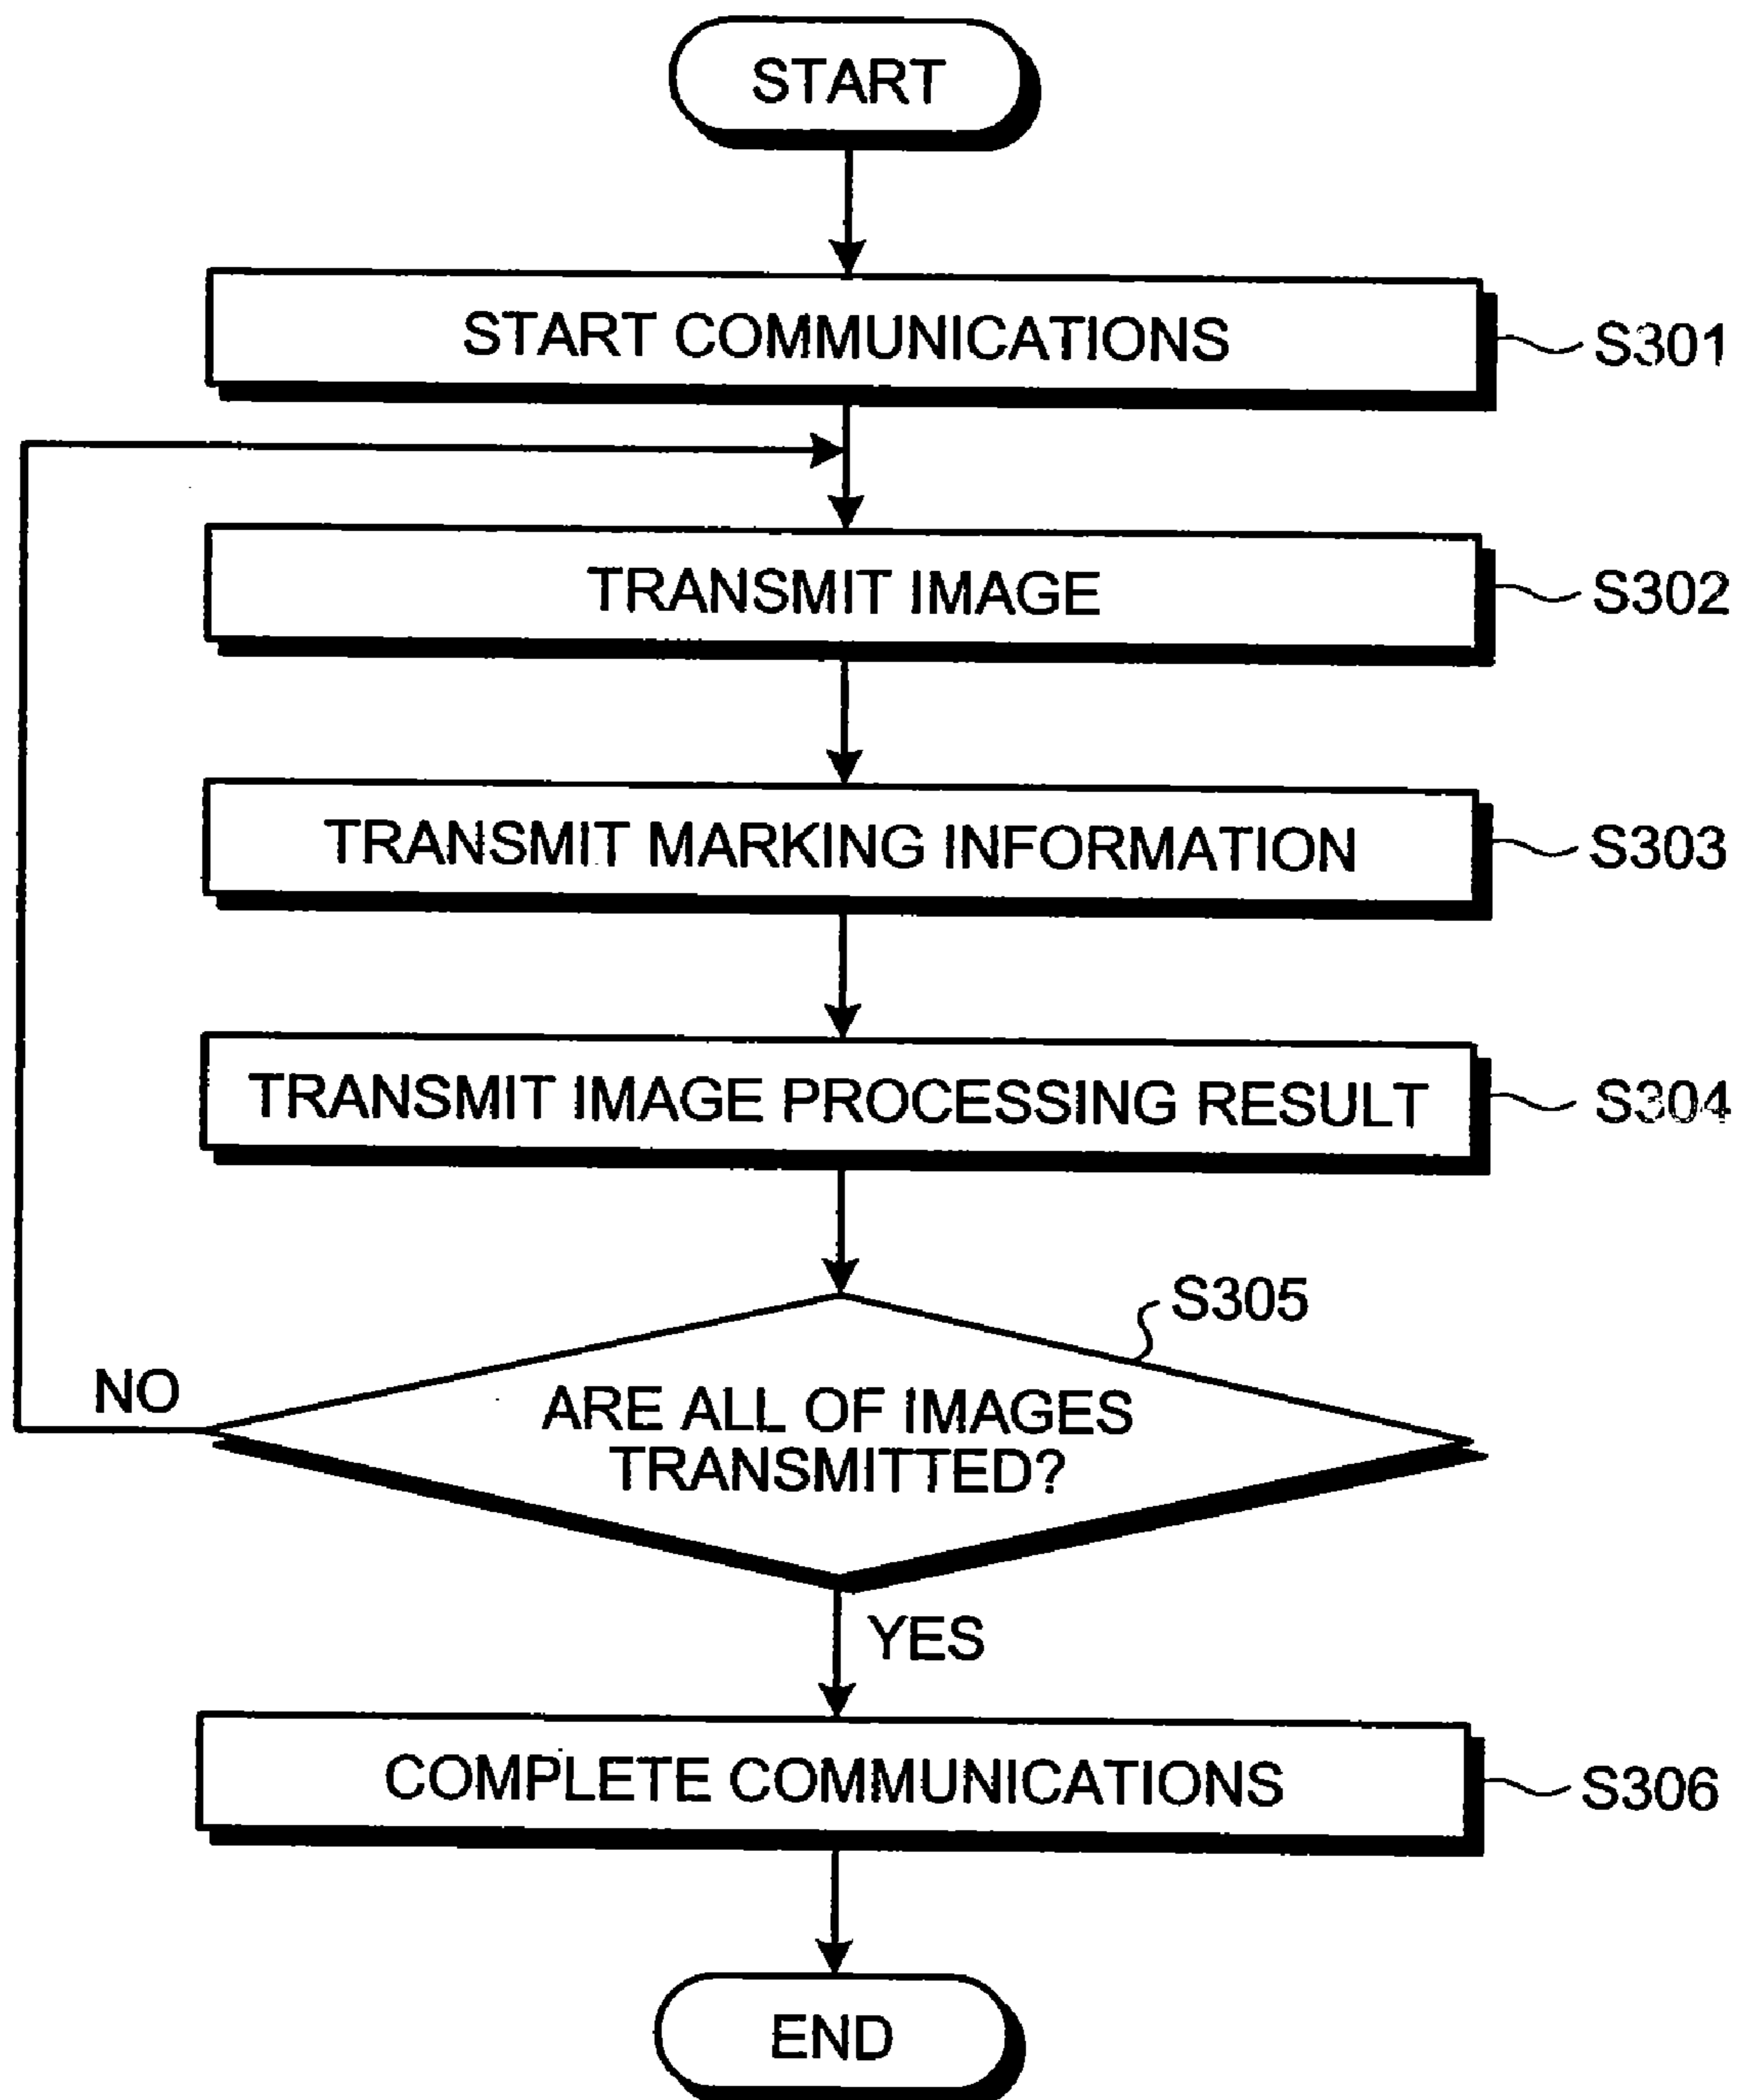 START
START COMMUNICATIONS
S301
TRANSMIT IMAGE
S302
TRANSMIT MARKING INFORMATION
S303
TRANSMIT IMAGE PROCESSING RESULT
S304
S305
NO
ARE ALL OF IMAGES
TRANSMITTED?
YES
COMPLETE COMMUNICATIONS
S306
END